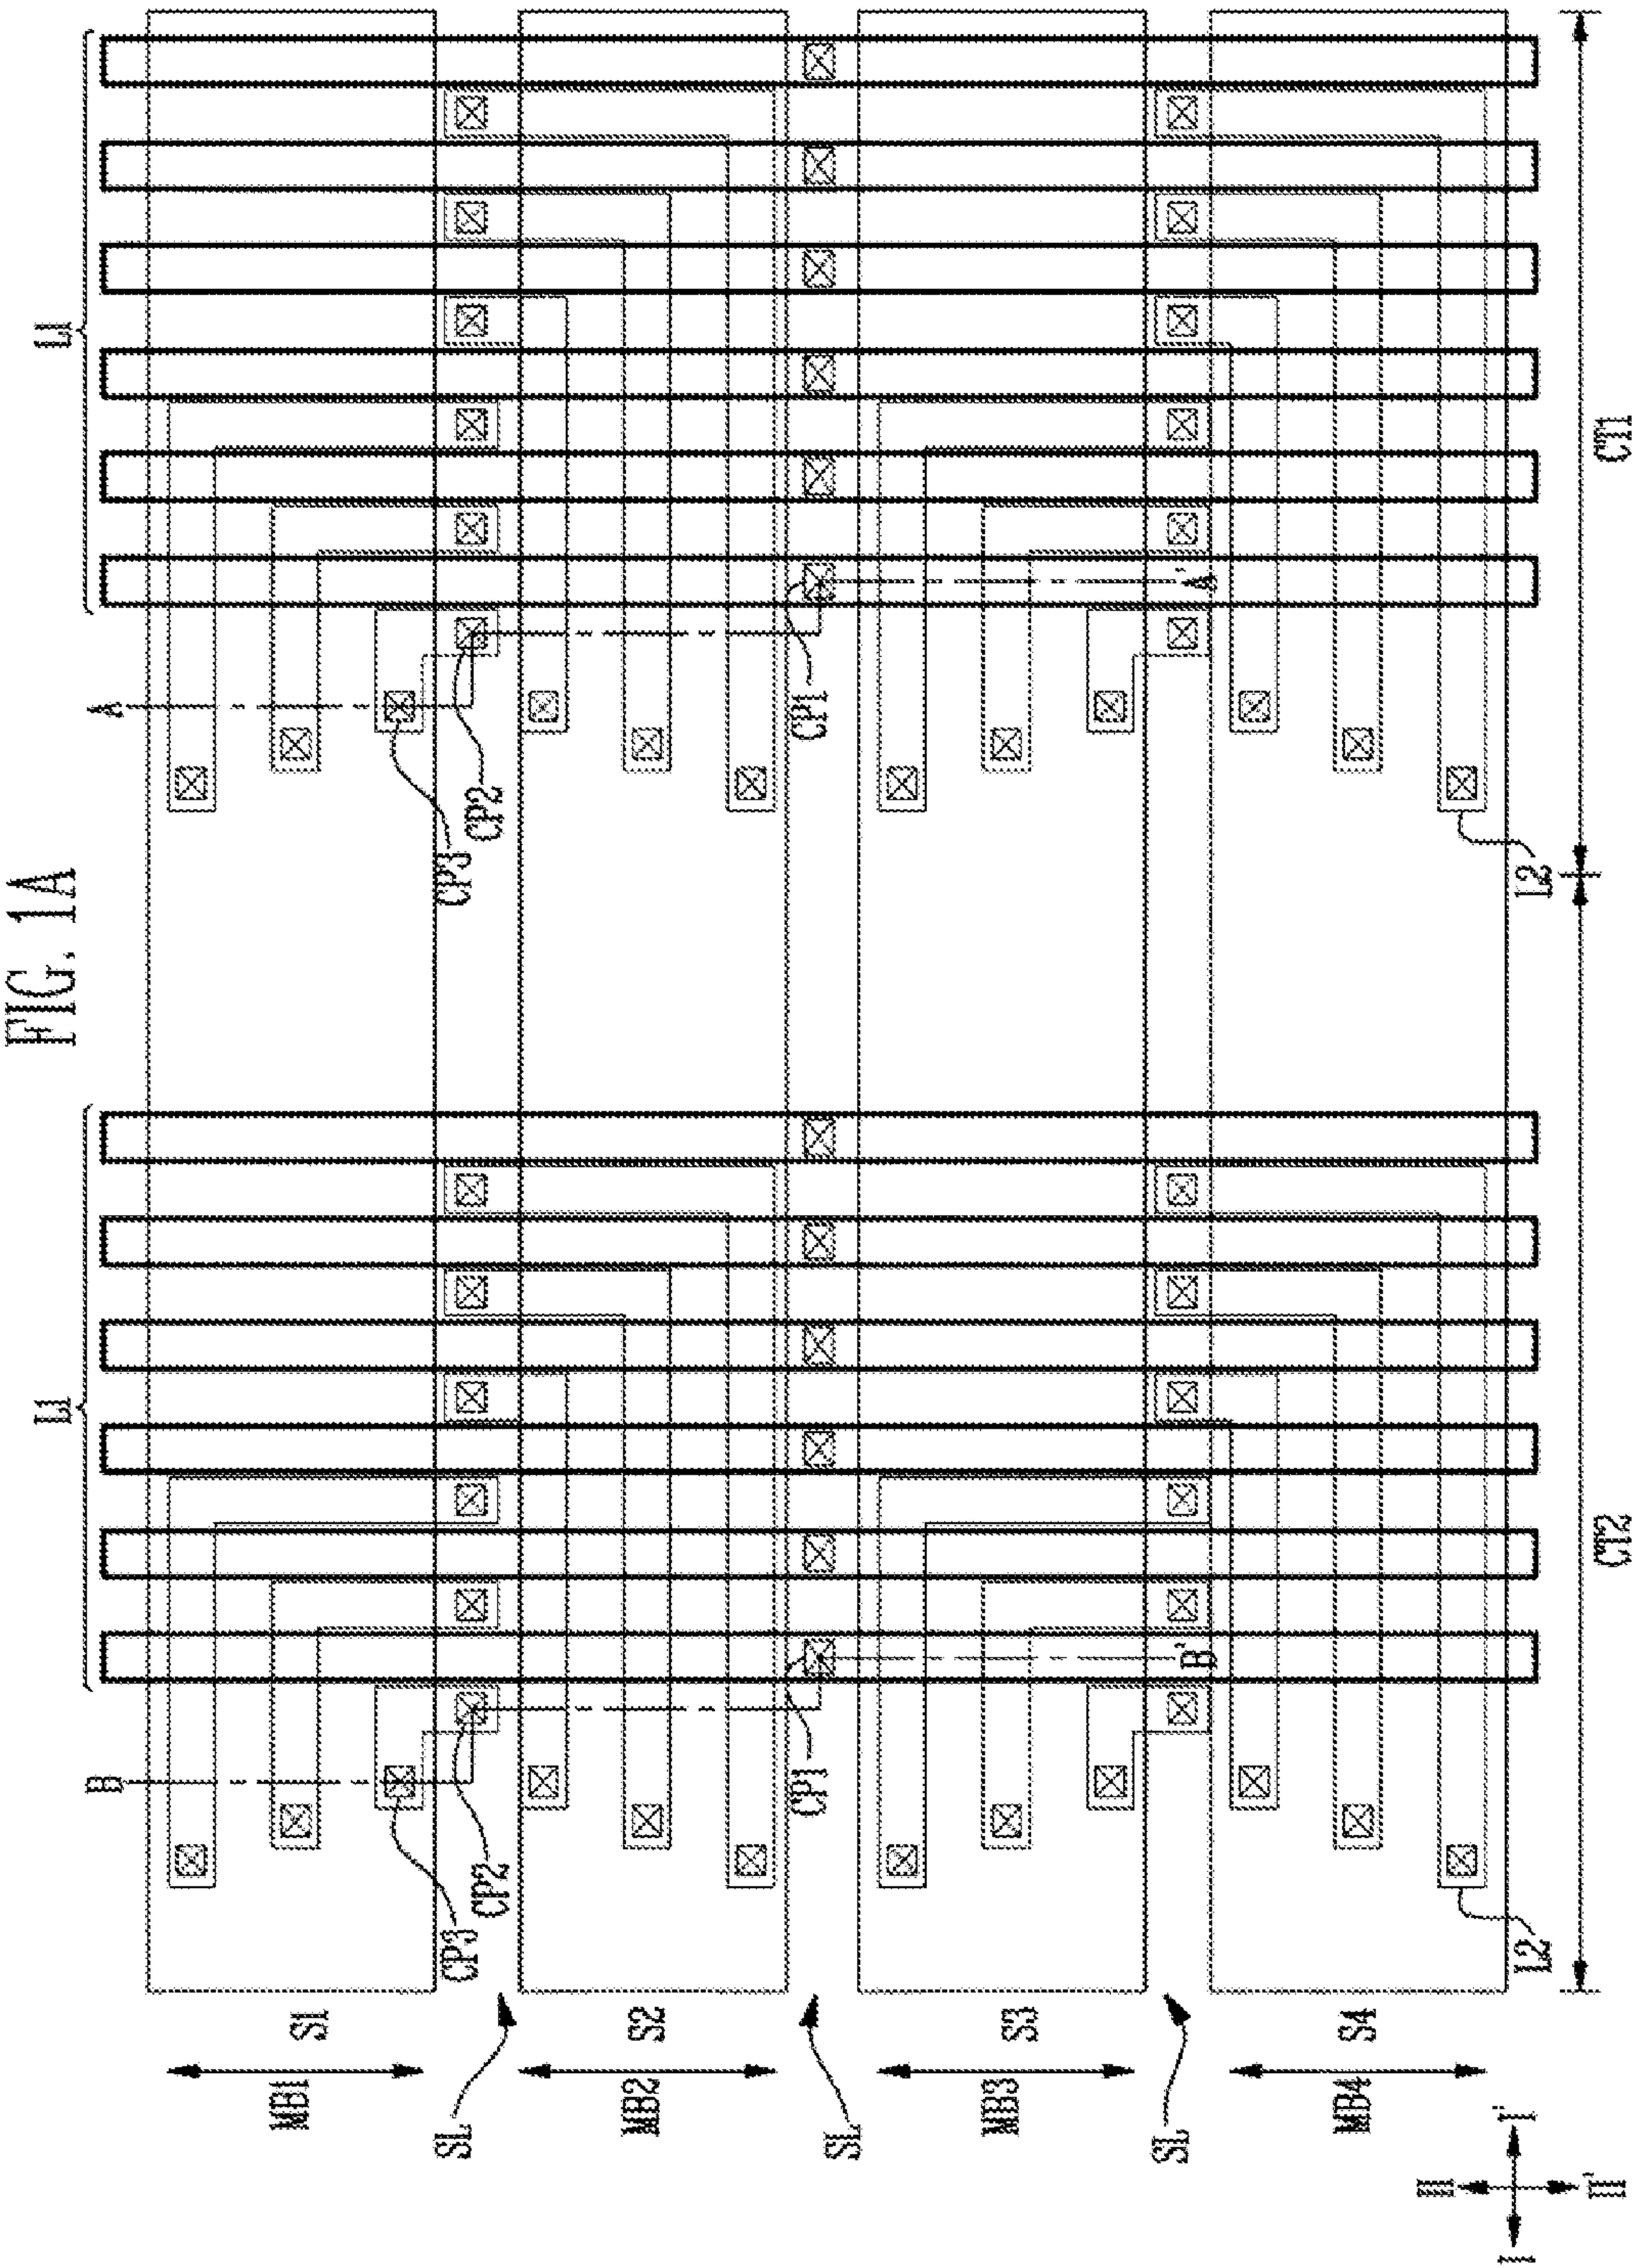 FIG. 1A
L1
L1
B
A
MB1
S1
CP3
CP3
SL
CP2
CP2
MB2
S2
CP1
CP1
SL
MB3
S3
SL
B'
A'
MB4
S4
II
I
I'
L2
L2
II'
CT2
CT1